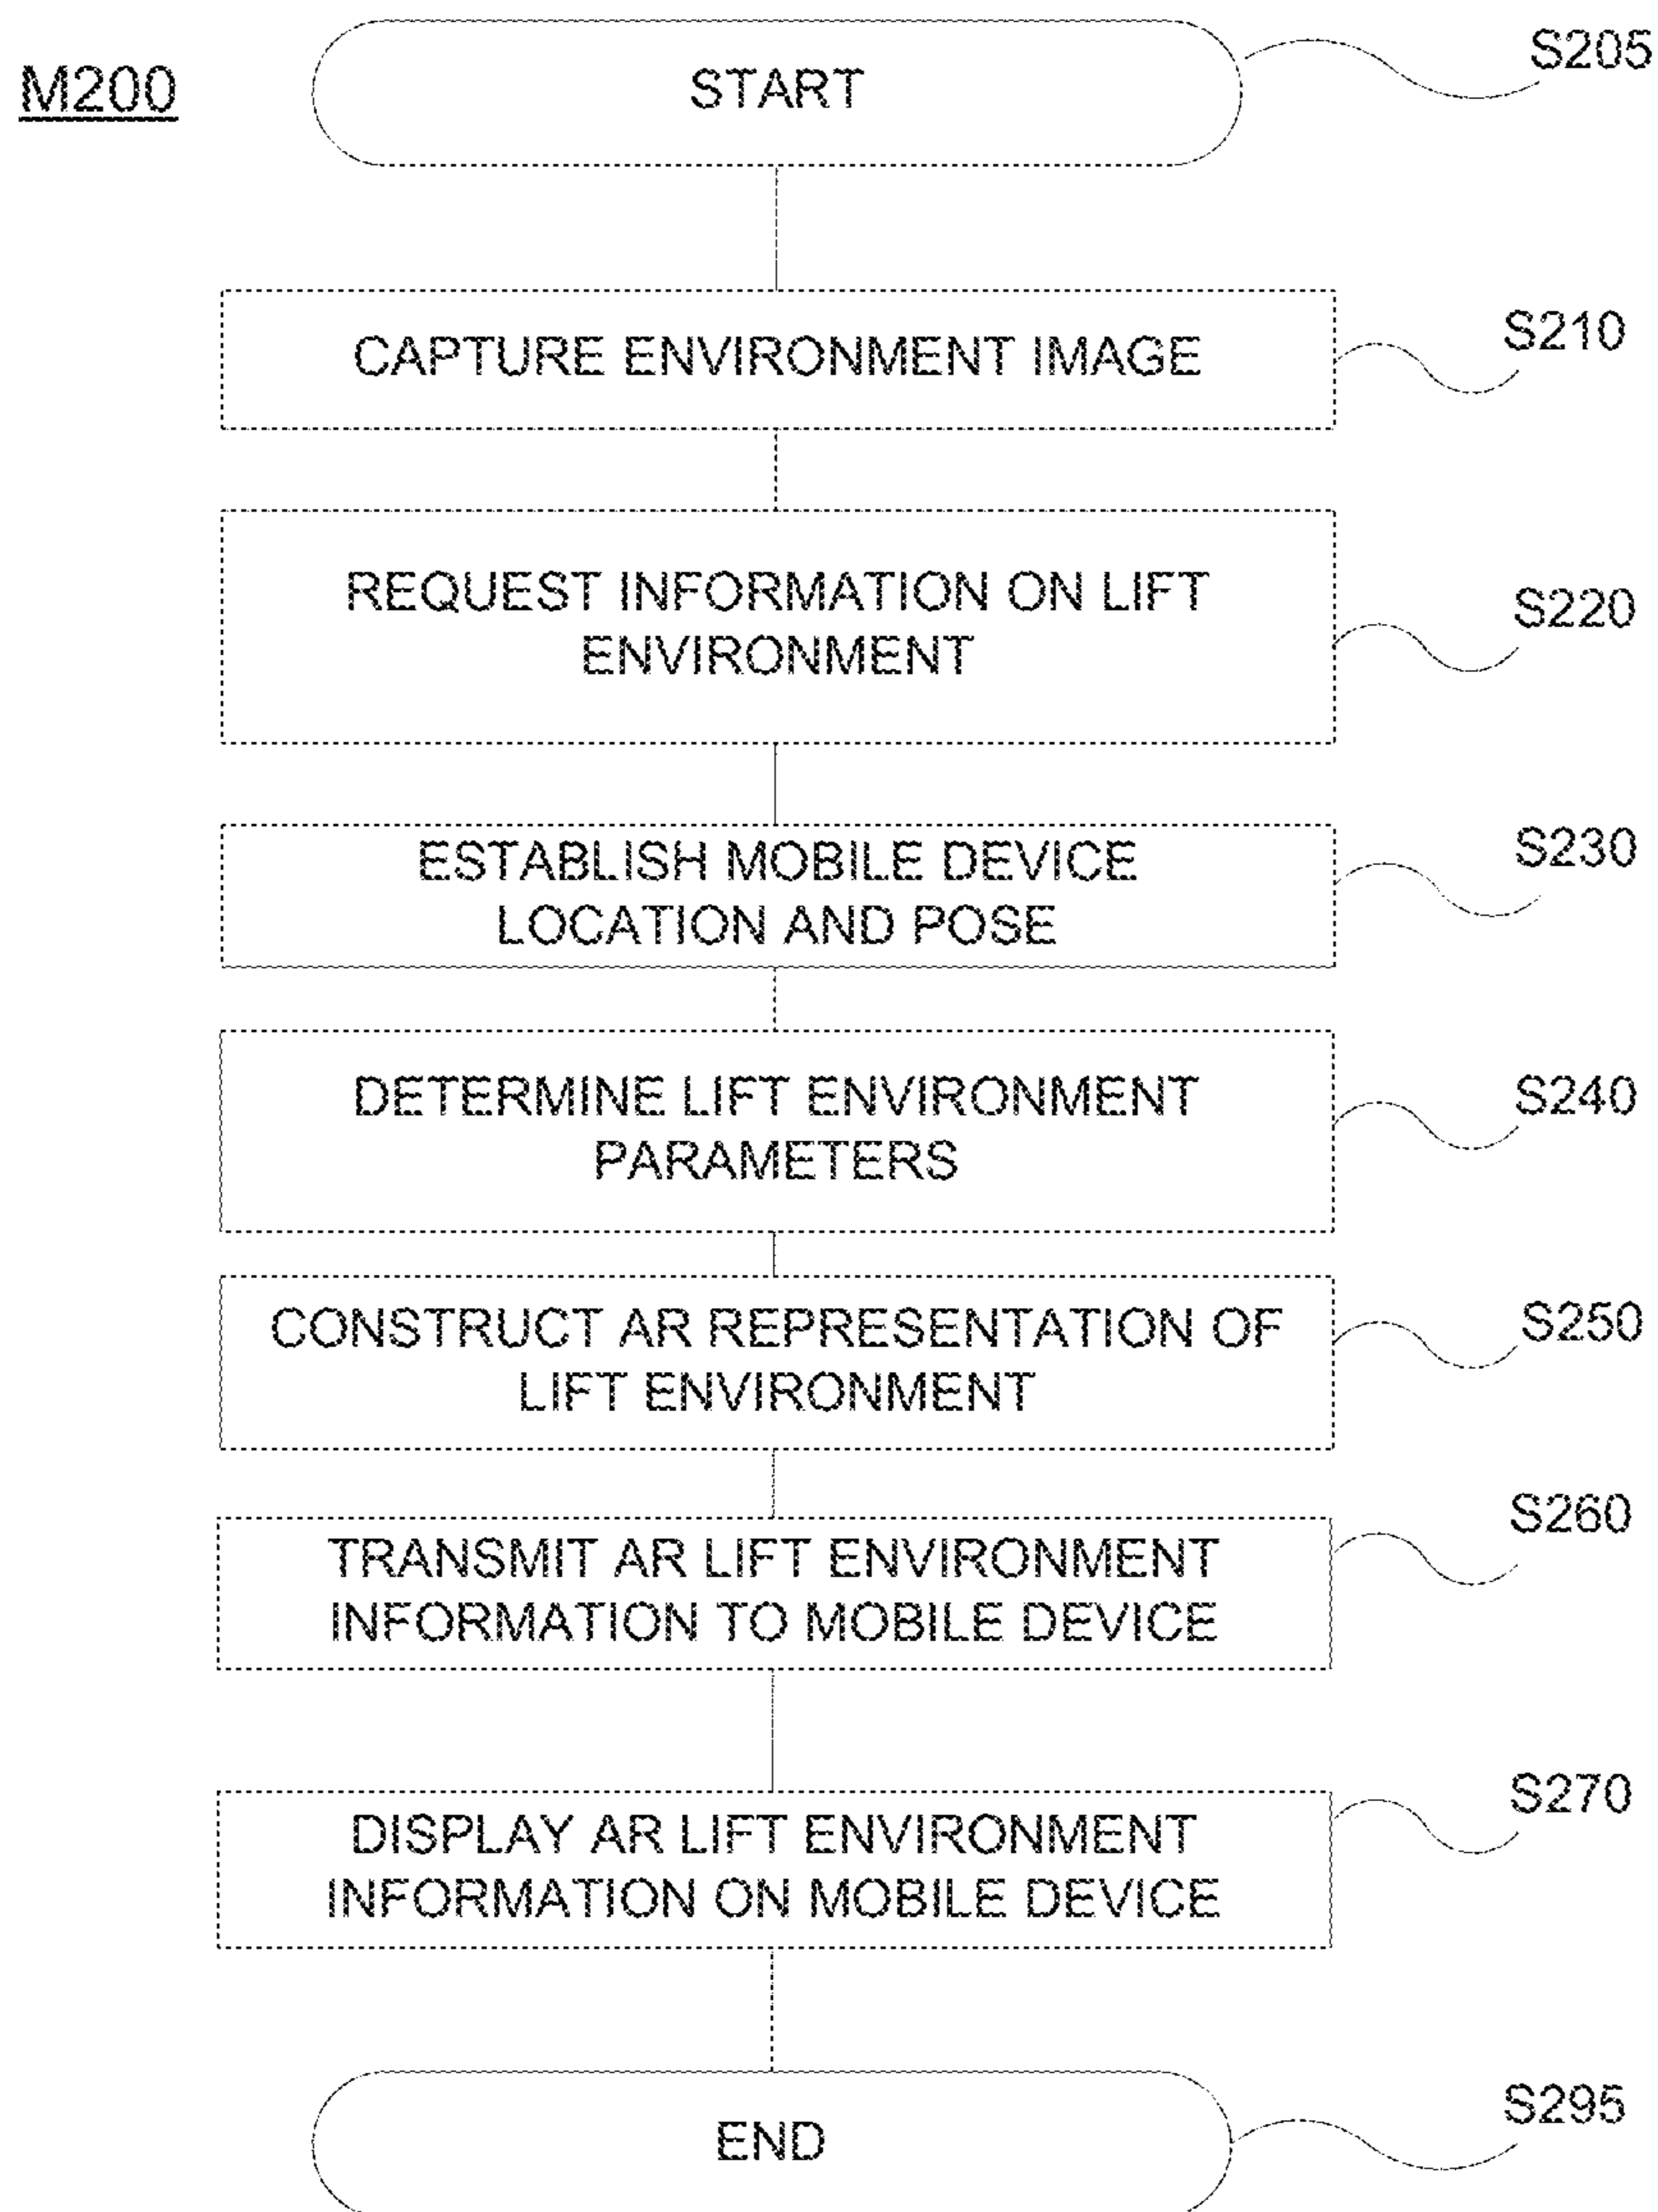 M200
START
S205
CAPTURE ENVIRONMENT IMAGE
S210
REQUEST INFORMATION ON LIFT
ENVIRONMENT
S220
ESTABLISH MOBILE DEVICE
LOCATION AND POSE
S230
DETERMINE LIFT ENVIRONMENT
PARAMETERS
S240
CONSTRUCT AR REPRESENTATION OF
LIFT ENVIRONMENT
S250
TRANSMIT AR LIFT ENVIRONMENT
INFORMATION TO MOBILE DEVICE
S260
DISPLAY AR LIFT ENVIRONMENT
INFORMATION ON MOBILE DEVICE
S270
END
S295